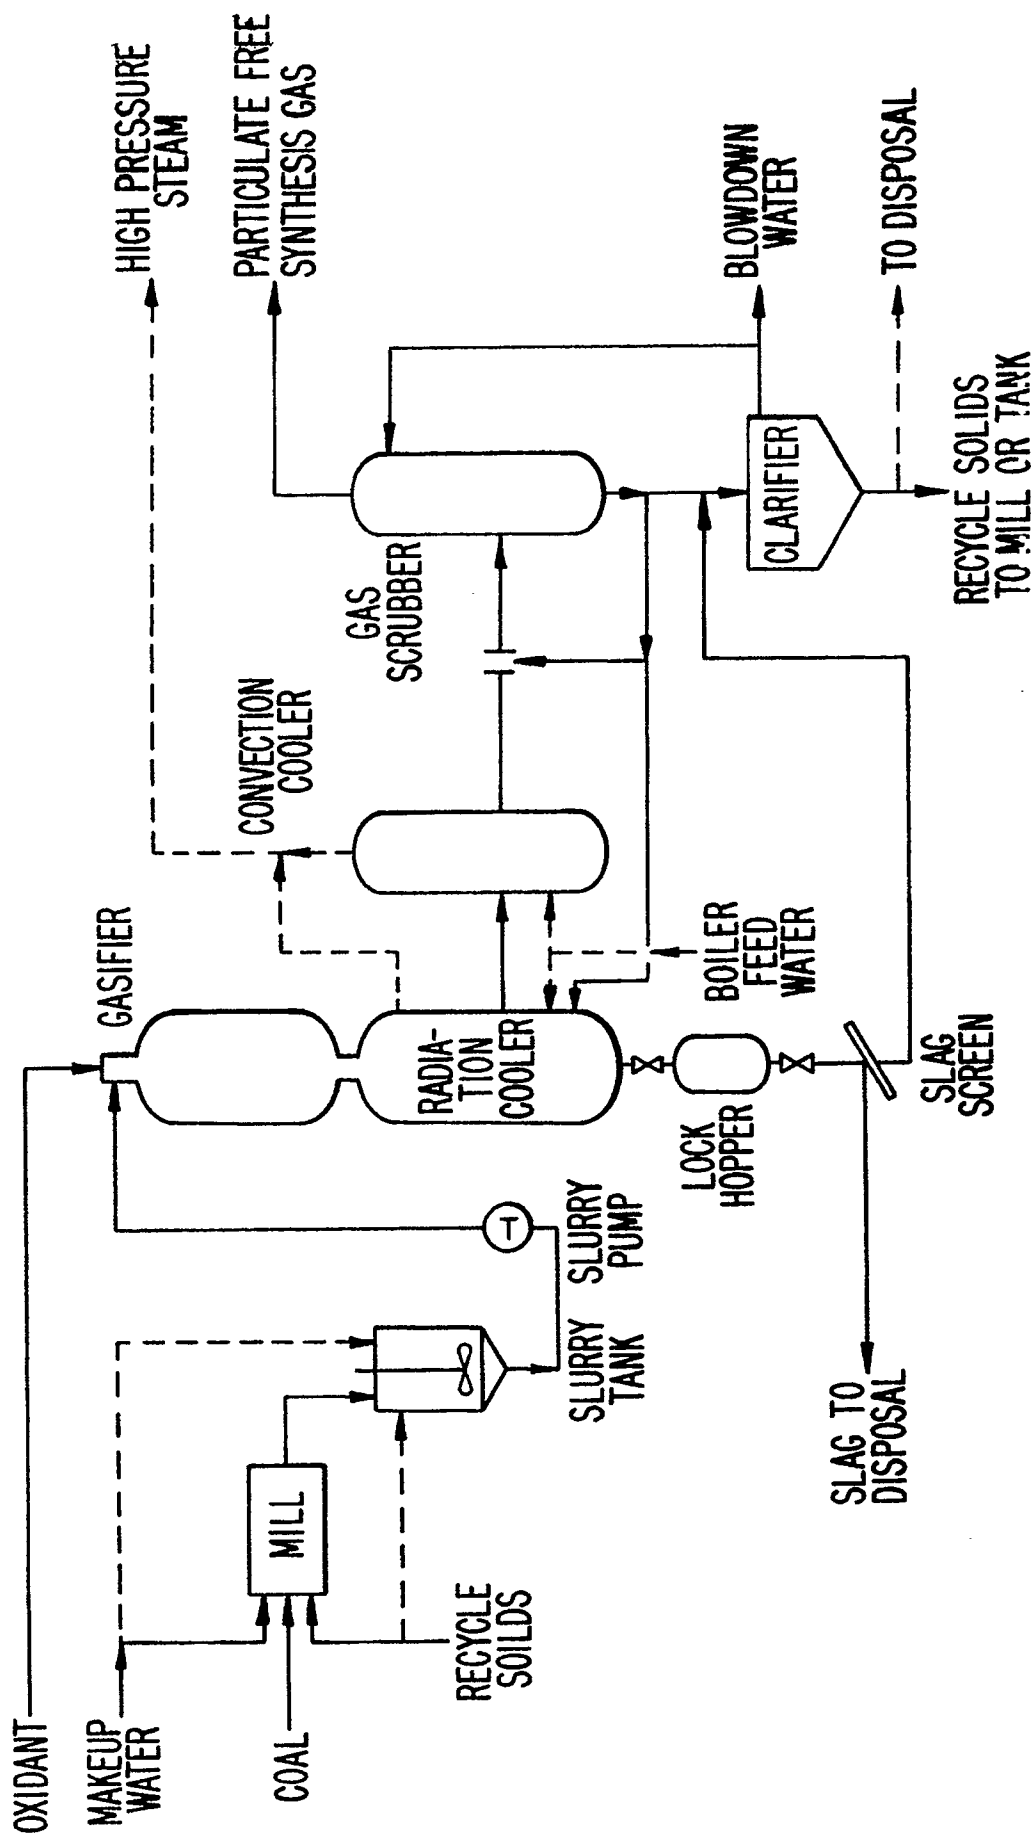 OXIDANT
MAKEUP
WATER
COAL
MILL
RECYCLE
SOILDS
SLURRY
TANK
T
SLURRY
PUMP
GASIFIER
RADIA-
TION
COOLER
LOCK
HOPPER
SLAG TO
DISPOSAL
SLAG
SCREEN
BOILER
FEED
WATER
CONVECTION
COOLER
GAS
SCRUBBER
HIGH PRESSURE
STEAM
PARTICULATE FREE
SYNTHESIS GAS
CLARIFIER
BLOWDOWN
WATER
TO DISPOSAL
RECYCLE SOLIDS
TO MILL OR TANK